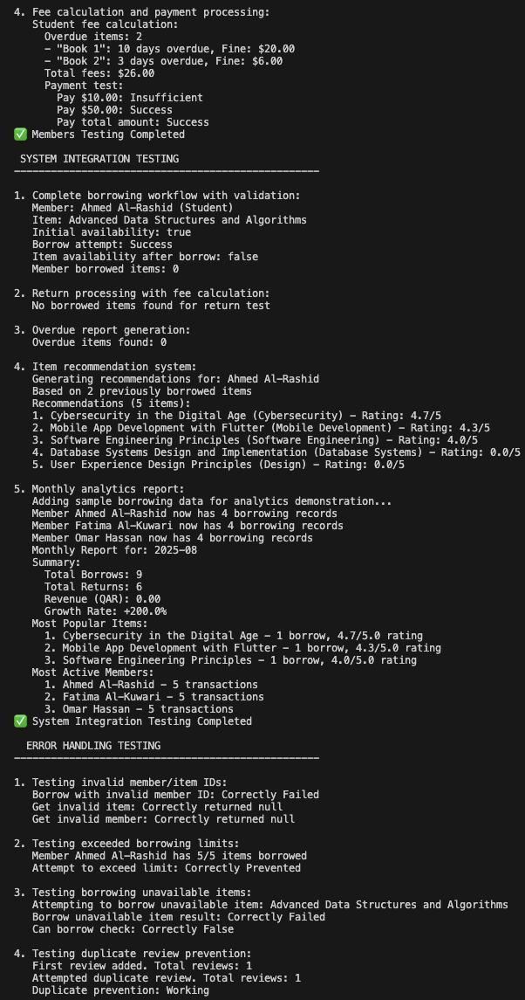 4. Fee calculation and payment processing:
   Student fee calculation:
     Overdue items: 2
     - "Book 1": 10 days overdue, Fine: $20.00
     - "Book 2": 3 days overdue, Fine: $6.00
     Total fees: $26.00
     Payment test:
       Pay $10.00: Insufficient
       Pay $50.00: Success
       Pay total amount: Success
✅ Members Testing Completed

 SYSTEM INTEGRATION TESTING
──────────────────────────────────────────────────

1. Complete borrowing workflow with validation:
   Member: Ahmed Al-Rashid (Student)
   Item: Advanced Data Structures and Algorithms
   Initial availability: true
   Borrow attempt: Success
   Item availability after borrow: false
   Member borrowed items: 0

2. Return processing with fee calculation:
   No borrowed items found for return test

3. Overdue report generation:
   Overdue items found: 0

4. Item recommendation system:
   Generating recommendations for: Ahmed Al-Rashid
   Based on 2 previously borrowed items
   Recommendations (5 items):
   1. Cybersecurity in the Digital Age (Cybersecurity) - Rating: 4.7/5
   2. Mobile App Development with Flutter (Mobile Development) - Rating: 4.3/5
   3. Software Engineering Principles (Software Engineering) - Rating: 4.0/5
   4. Database Systems Design and Implementation (Database Systems) - Rating: 0.0/5
   5. User Experience Design Principles (Design) - Rating: 0.0/5

5. Monthly analytics report:
   Adding sample borrowing data for analytics demonstration...
   Member Ahmed Al-Rashid now has 4 borrowing records
   Member Fatima Al-Kuwari now has 4 borrowing records
   Member Omar Hassan now has 4 borrowing records
   Monthly Report for: 2025-08
   Summary:
     Total Borrows: 9
     Total Returns: 6
     Revenue (QAR): 0.00
     Growth Rate: +200.0%
   Most Popular Items:
     1. Cybersecurity in the Digital Age - 1 borrow, 4.7/5.0 rating
     2. Mobile App Development with Flutter - 1 borrow, 4.3/5.0 rating
     3. Software Engineering Principles - 1 borrow, 4.0/5.0 rating
   Most Active Members:
     1. Ahmed Al-Rashid - 5 transactions
     2. Fatima Al-Kuwari - 5 transactions
     3. Omar Hassan - 5 transactions
✅ System Integration Testing Completed

  ERROR HANDLING TESTING
──────────────────────────────────────────────────

1. Testing invalid member/item IDs:
   Borrow with invalid member ID: Correctly Failed
   Get invalid item: Correctly returned null
   Get invalid member: Correctly returned null

2. Testing exceeded borrowing limits:
   Member Ahmed Al-Rashid has 5/5 items borrowed
   Attempt to exceed limit: Correctly Prevented

3. Testing borrowing unavailable items:
   Attempting to borrow unavailable item: Advanced Data Structures and Algorithms
   Borrow unavailable item result: Correctly Failed
   Can borrow check: Correctly False

4. Testing duplicate review prevention:
   First review added. Total reviews: 1
   Attempted duplicate review. Total reviews: 1
   Duplicate prevention: Working